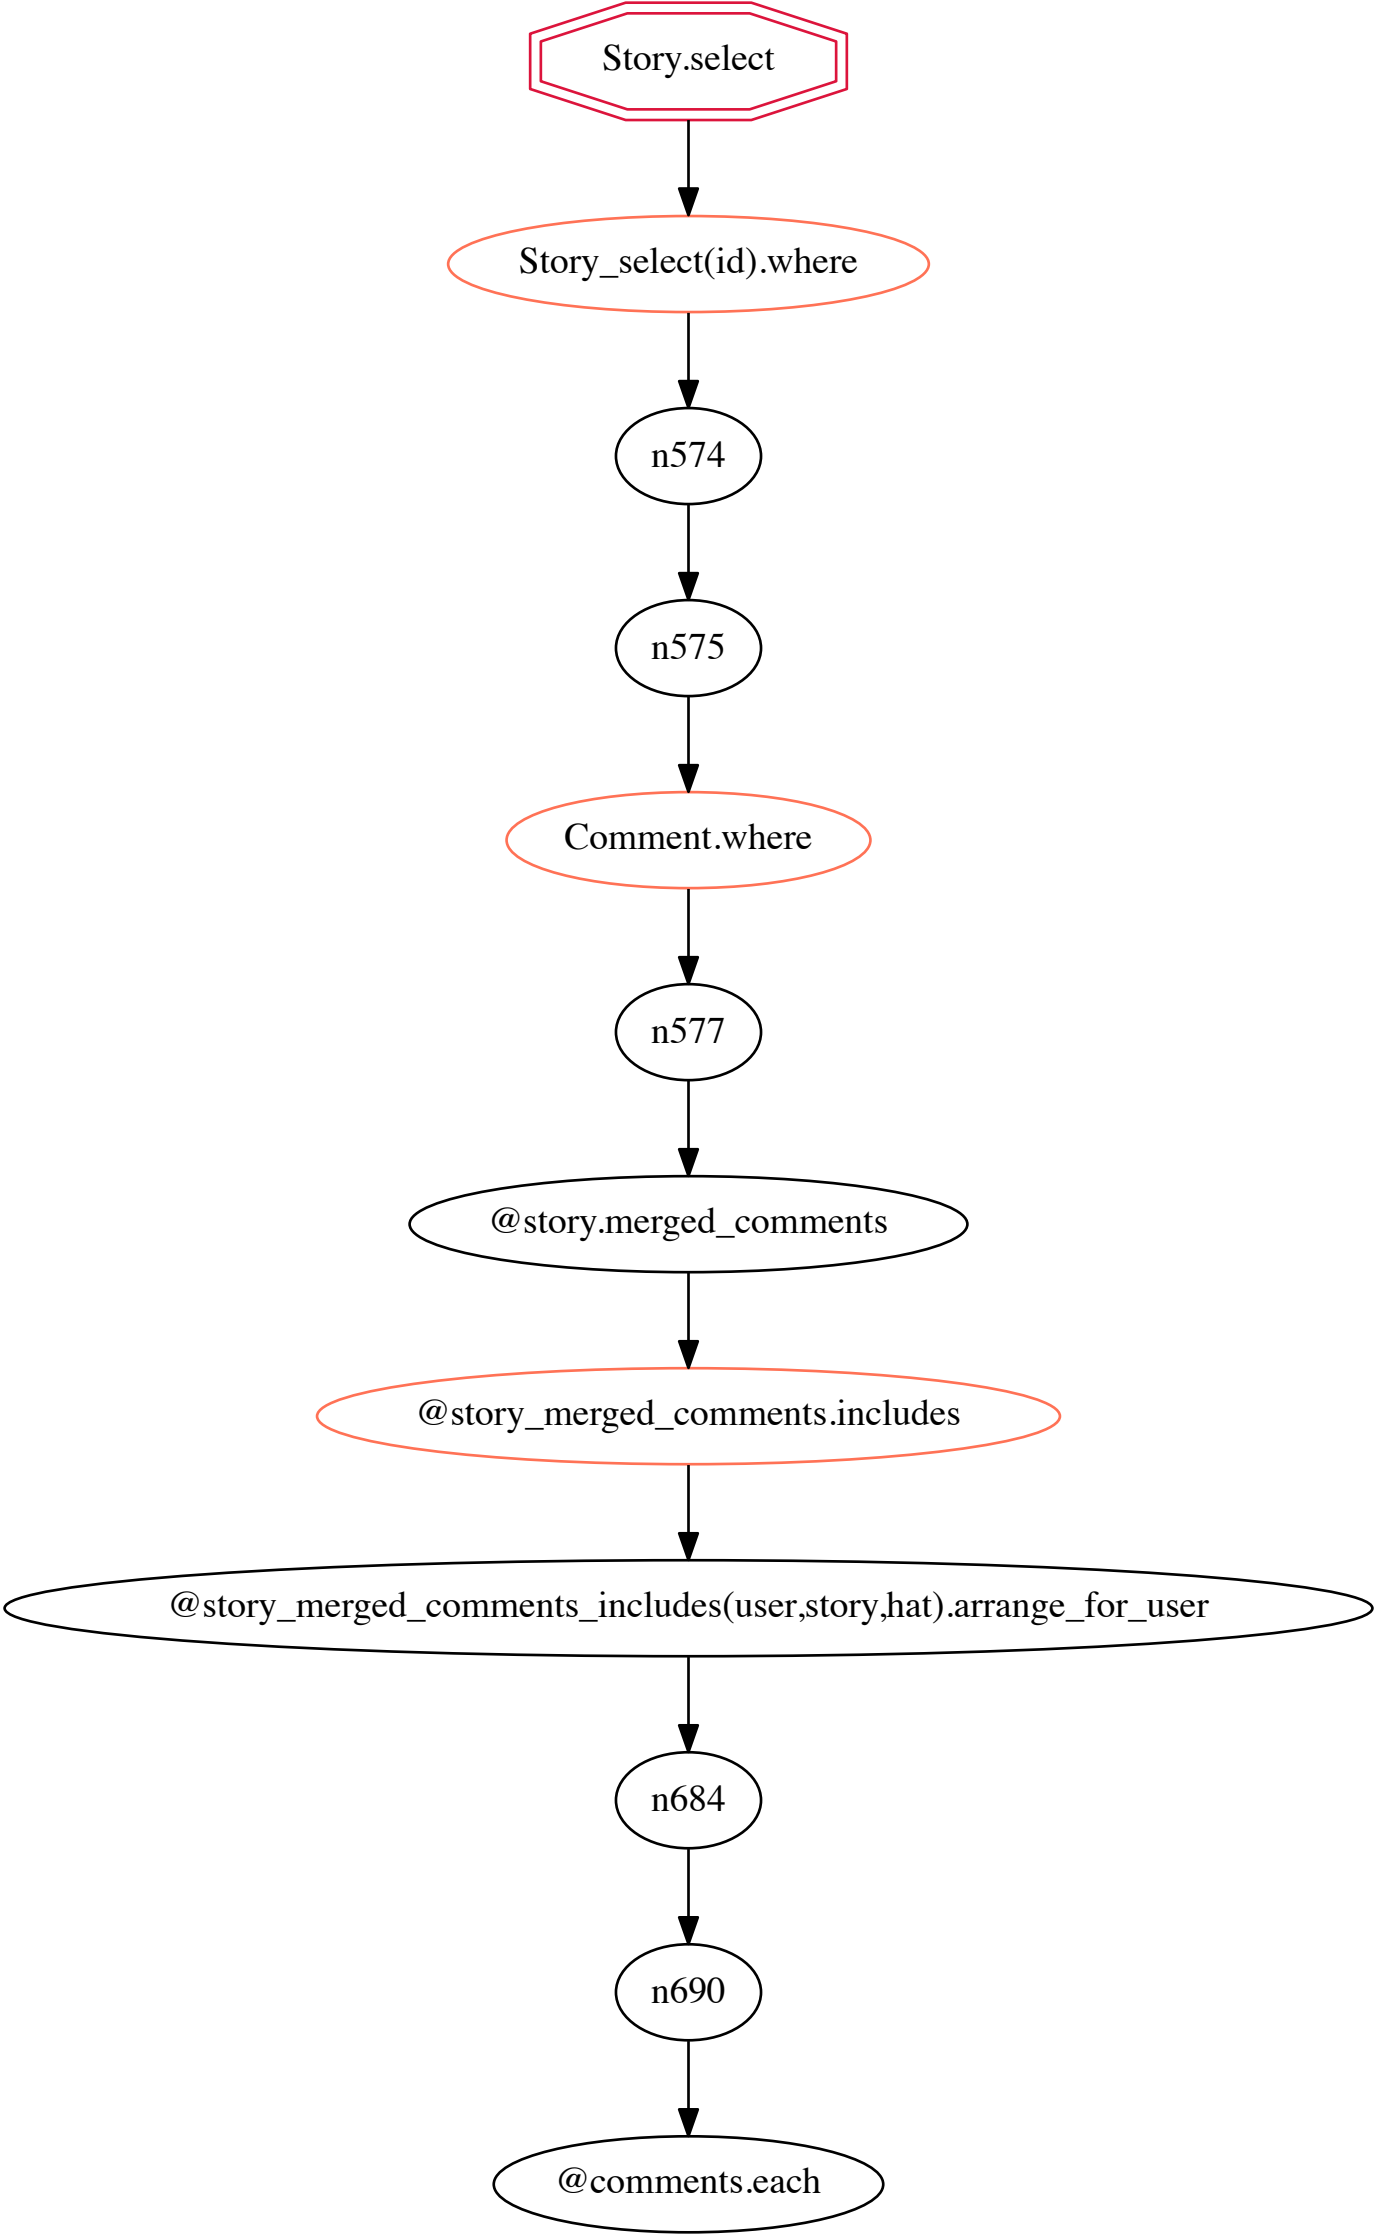 Story.select
Story_select(id).where
n574
n575
Comment.where
n577
@story.merged_comments
@story_merged_comments.includes
@story_merged_comments_includes(user,story,hat).arrange_for_user
n684
n690
@comments.each